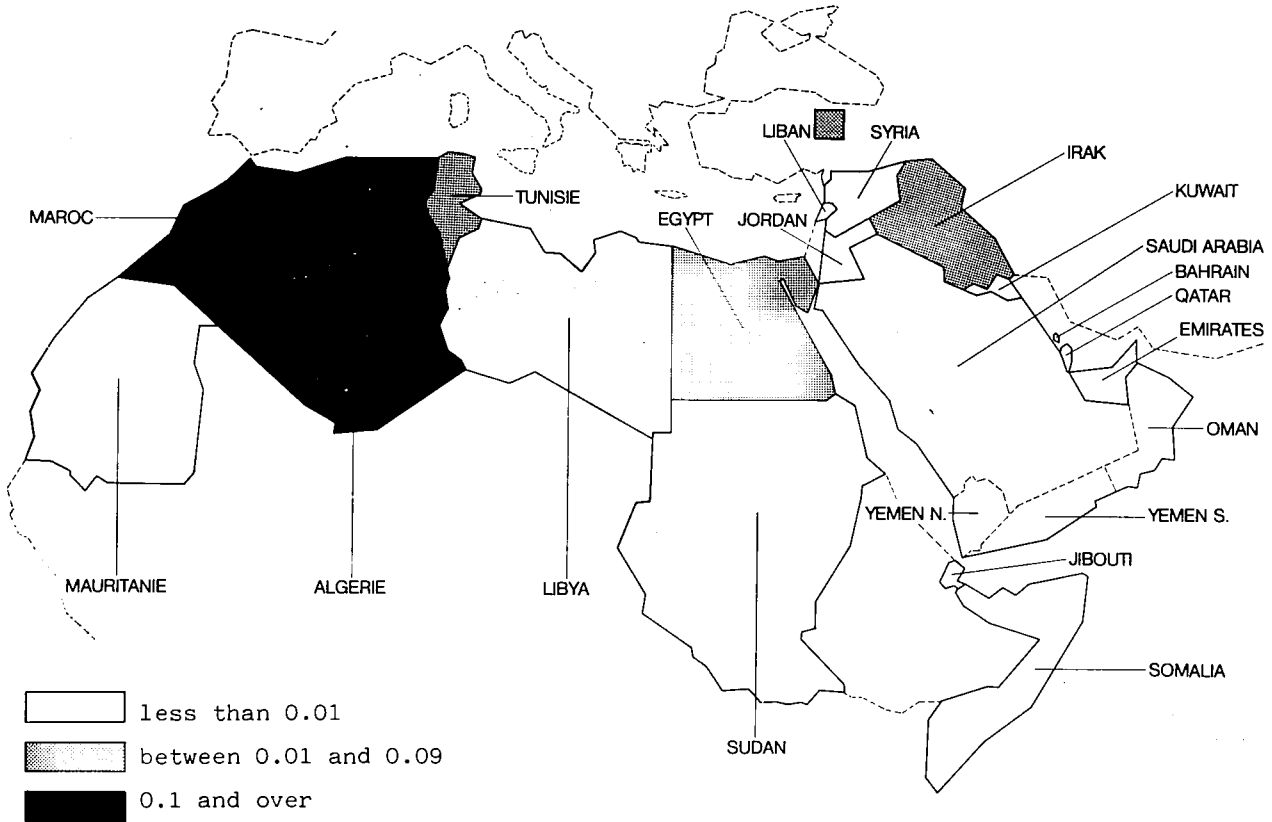 LIBAN
SYRIA
IRAK
KUWAIT
MAROC
TUNISIE
EGYPT
JORDAN
SAUDI ARABIA
BAHRAIN
QATAR
EMIRATES
OMAN
YEMEN N.
YEMEN S.
JIBOUTI
MAURITANIE
ALGERIE
LIBYA
SOMALIA
SUDAN
less than 0.01
between 0.01 and 0.09
0.1 and over